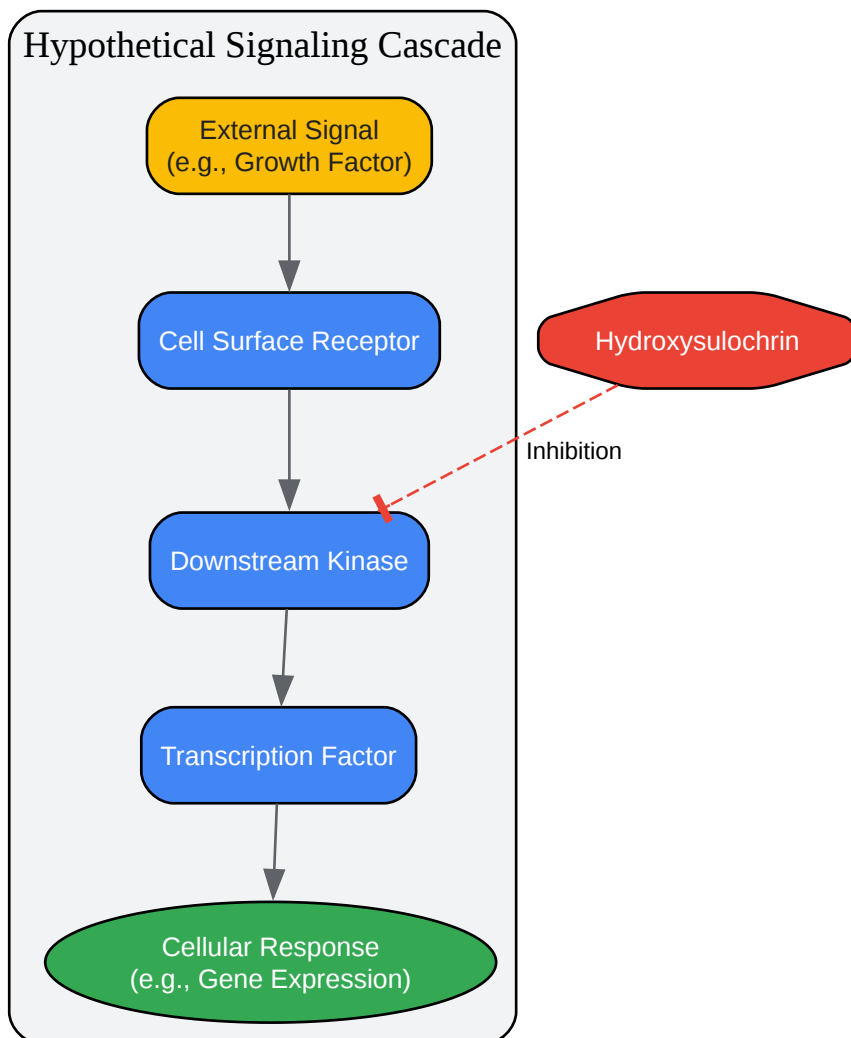 Hypothetical Signaling Cascade
External Signal
(e.g., Growth Factor)
Cell Surface Receptor
Hydroxysulochrin
Inhibition
Downstream Kinase
Transcription Factor
Cellular Response
(e.g., Gene Expression)